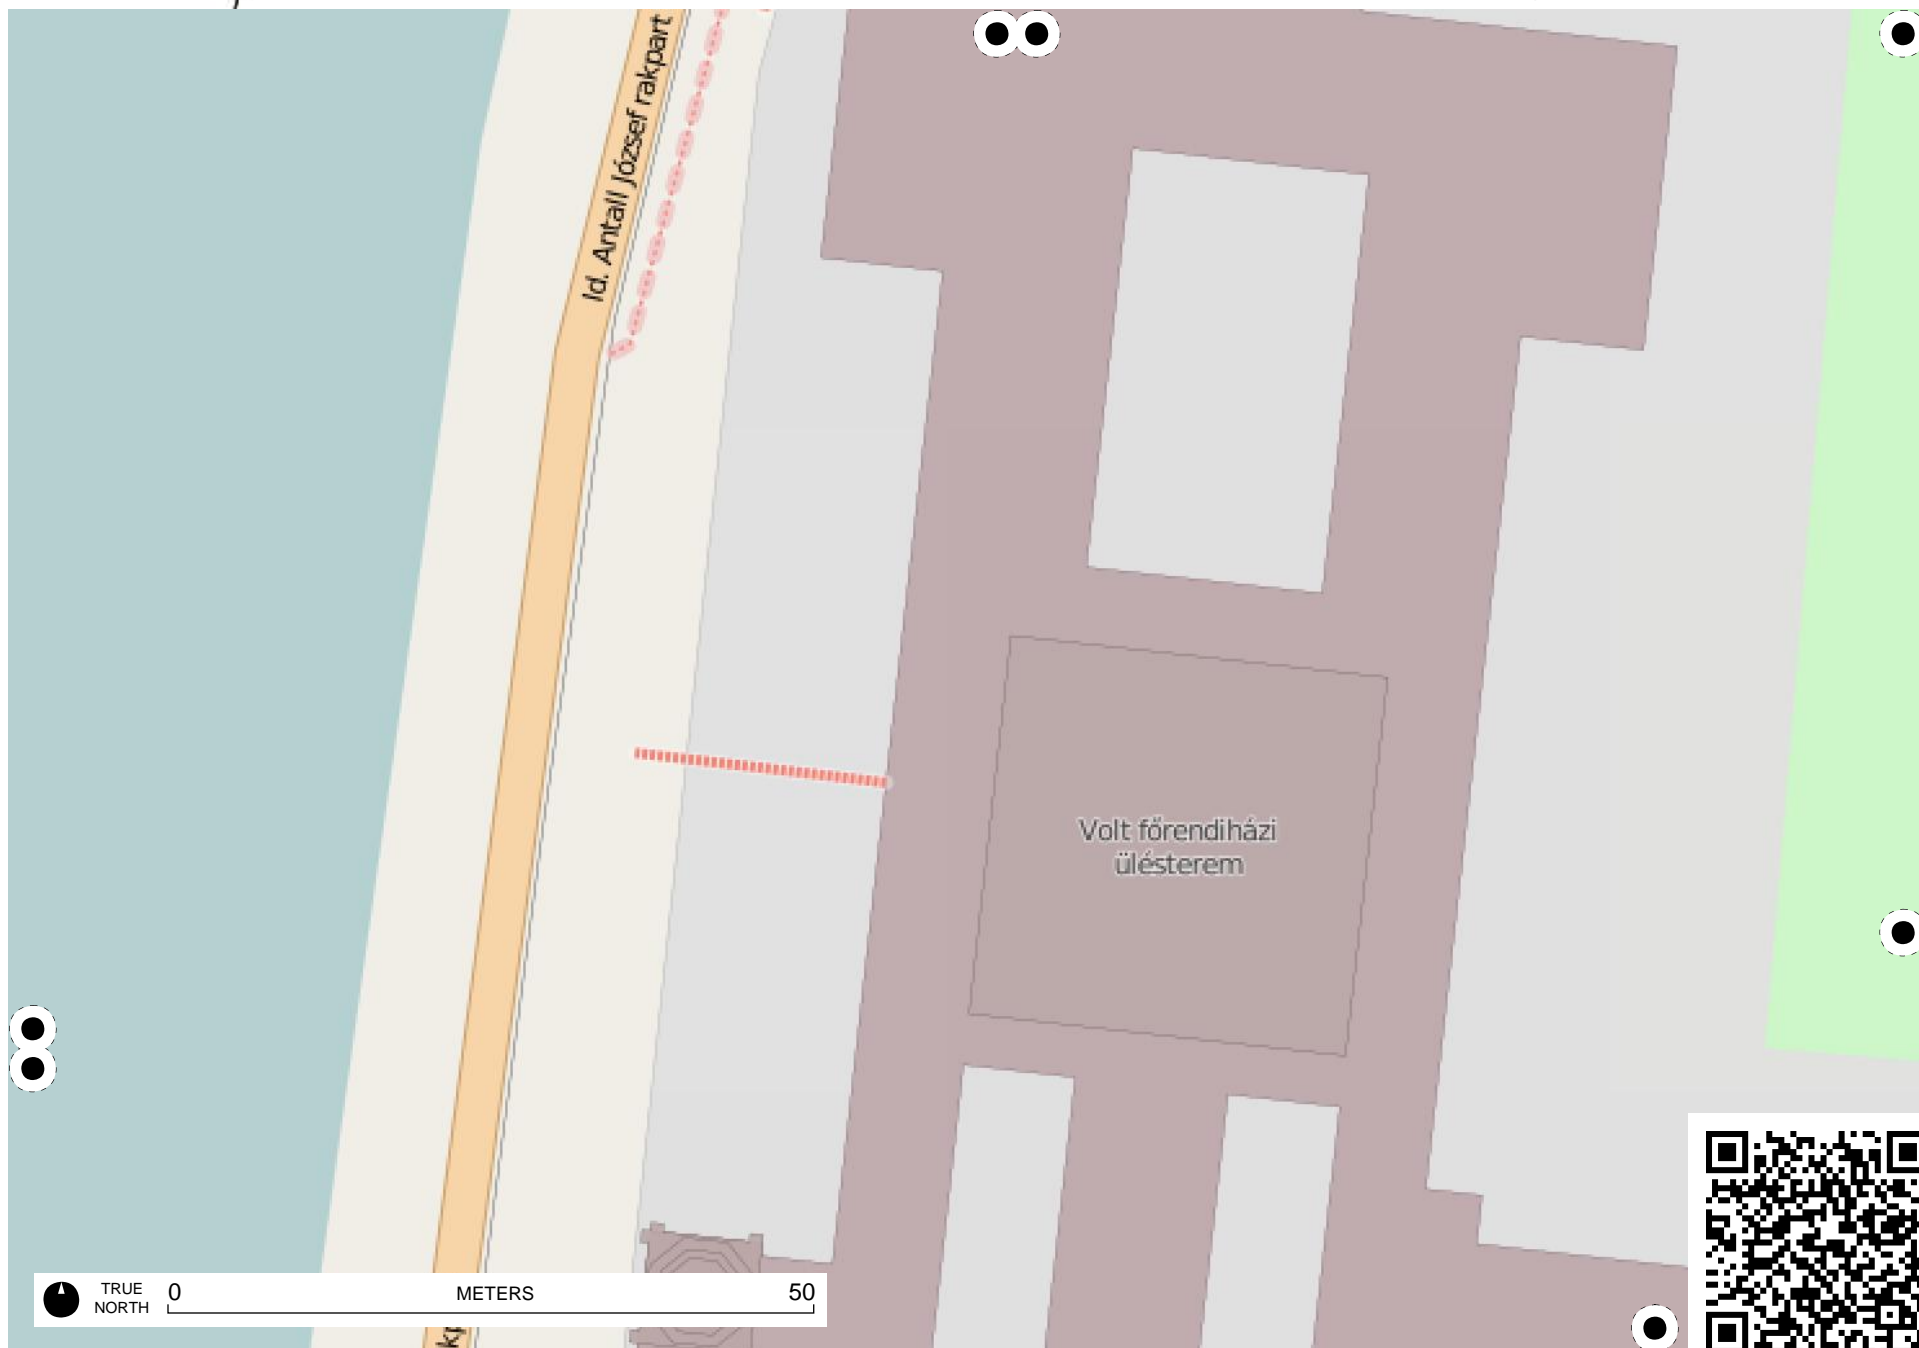 Id. Antall József rakpart
Volt főrendiházi
ülésterem
TRUE
NORTH
0
METERS
50